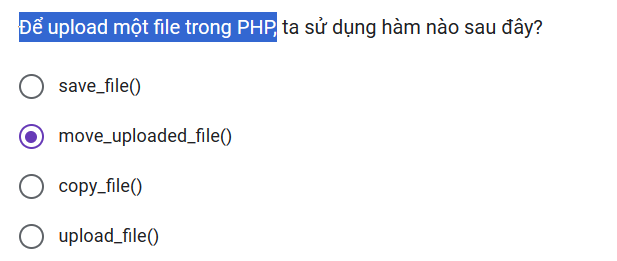 Để upload một file trong PHP, ta sử dụng hàm nào sau đây?
save_file()
move_uploaded_file()
copy_file()
upload_file()